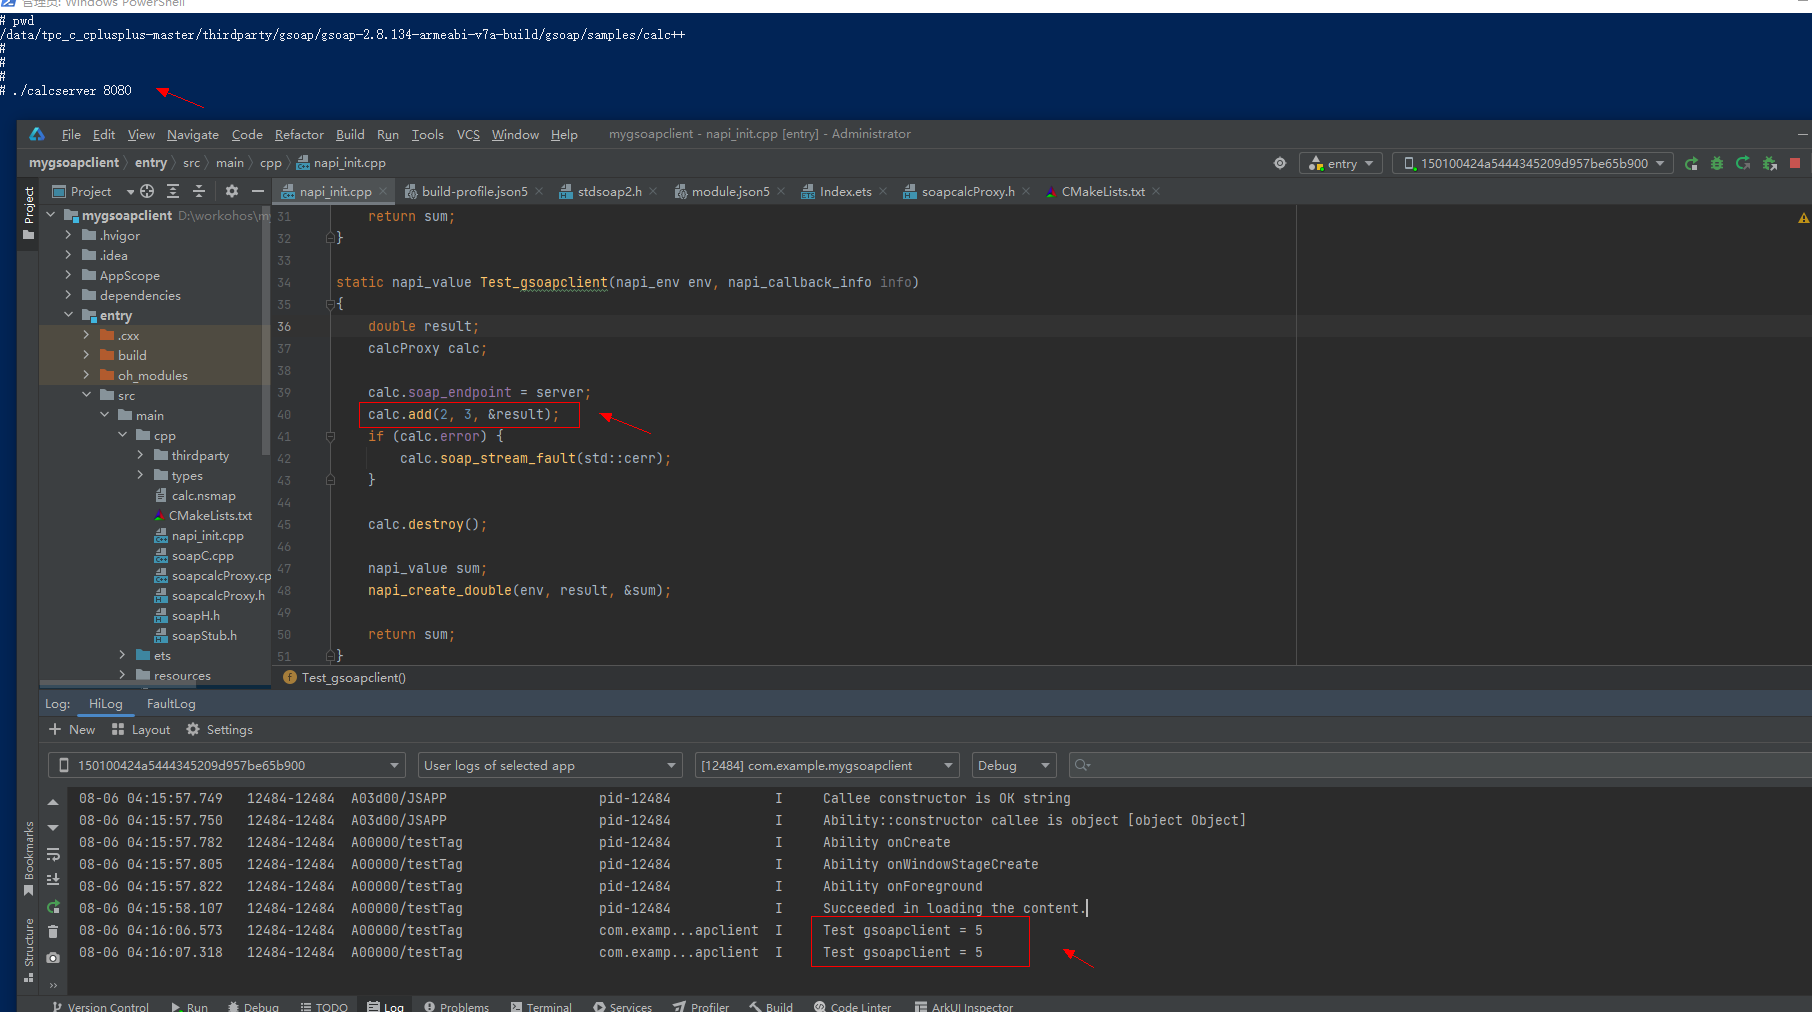 管理员: Windows PowerShell
# pwd
/data/tpc_c_cplusplus-master/thirdparty/gsoap/gsoap-2.8.134-armeabi-v7a-build/gsoap/samples/calc++
#
#
#
# ./calcserver 8080
File Edit View Navigate Code Refactor Build Run Tools VCS Window Help mygsoapclient - napi_init.cpp [entry] - Administrator
mygsoapclient entry src main cpp napi_init.cpp entry 150100424a5444345209d957be65b900
Project napi_init.cpp build-profile.json5 stdsoap2.h module.json5 Index.ets soapcalcProxy.h CMakeLists.txt
Project
mygsoapclient D:\workohos\my
.hvigor
.idea
AppScope
dependencies
entry
.cxx
build
oh_modules
src
main
cpp
thirdparty
types
calc.nsmap
CMakeLists.txt
napi_init.cpp
soapC.cpp
soapcalcProxy.cp
soapcalcProxy.h
soapH.h
soapStub.h
ets
resources
31 return sum;
32 }
33
34 static napi_value Test_gsoapclient(napi_env env, napi_callback_info info)
35 {
36 double result;
37 calcProxy calc;
38
39 calc.soap_endpoint = server;
40 calc.add(2, 3, &result);
41 if (calc.error) {
42 calc.soap_stream_fault(std::cerr);
43 }
44
45 calc.destroy();
46
47 napi_value sum;
48 napi_create_double(env, result, &sum);
49
50 return sum;
51 }
f Test_gsoapclient()
Log: HiLog FaultLog
New Layout Settings
150100424a5444345209d957be65b900 User logs of selected app [12484] com.example.mygsoapclient Debug
08-06 04:15:57.749 12484-12484 A03d00/JSAPP pid-12484 I Callee constructor is OK string
08-06 04:15:57.750 12484-12484 A03d00/JSAPP pid-12484 I Ability::constructor callee is object [object Object]
08-06 04:15:57.782 12484-12484 A00000/testTag pid-12484 I Ability onCreate
08-06 04:15:57.805 12484-12484 A00000/testTag pid-12484 I Ability onWindowStageCreate
08-06 04:15:57.822 12484-12484 A00000/testTag pid-12484 I Ability onForeground
08-06 04:15:58.107 12484-12484 A00000/testTag pid-12484 I Succeeded in loading the content.
08-06 04:16:06.573 12484-12484 A00000/testTag com.examp...apclient I Test gsoapclient = 5
08-06 04:16:07.318 12484-12484 A00000/testTag com.examp...apclient I Test gsoapclient = 5
Bookmarks
Structure
Version Control Run Debug TODO Log Problems Terminal Services Profiler Build Code Linter ArkUI Inspector